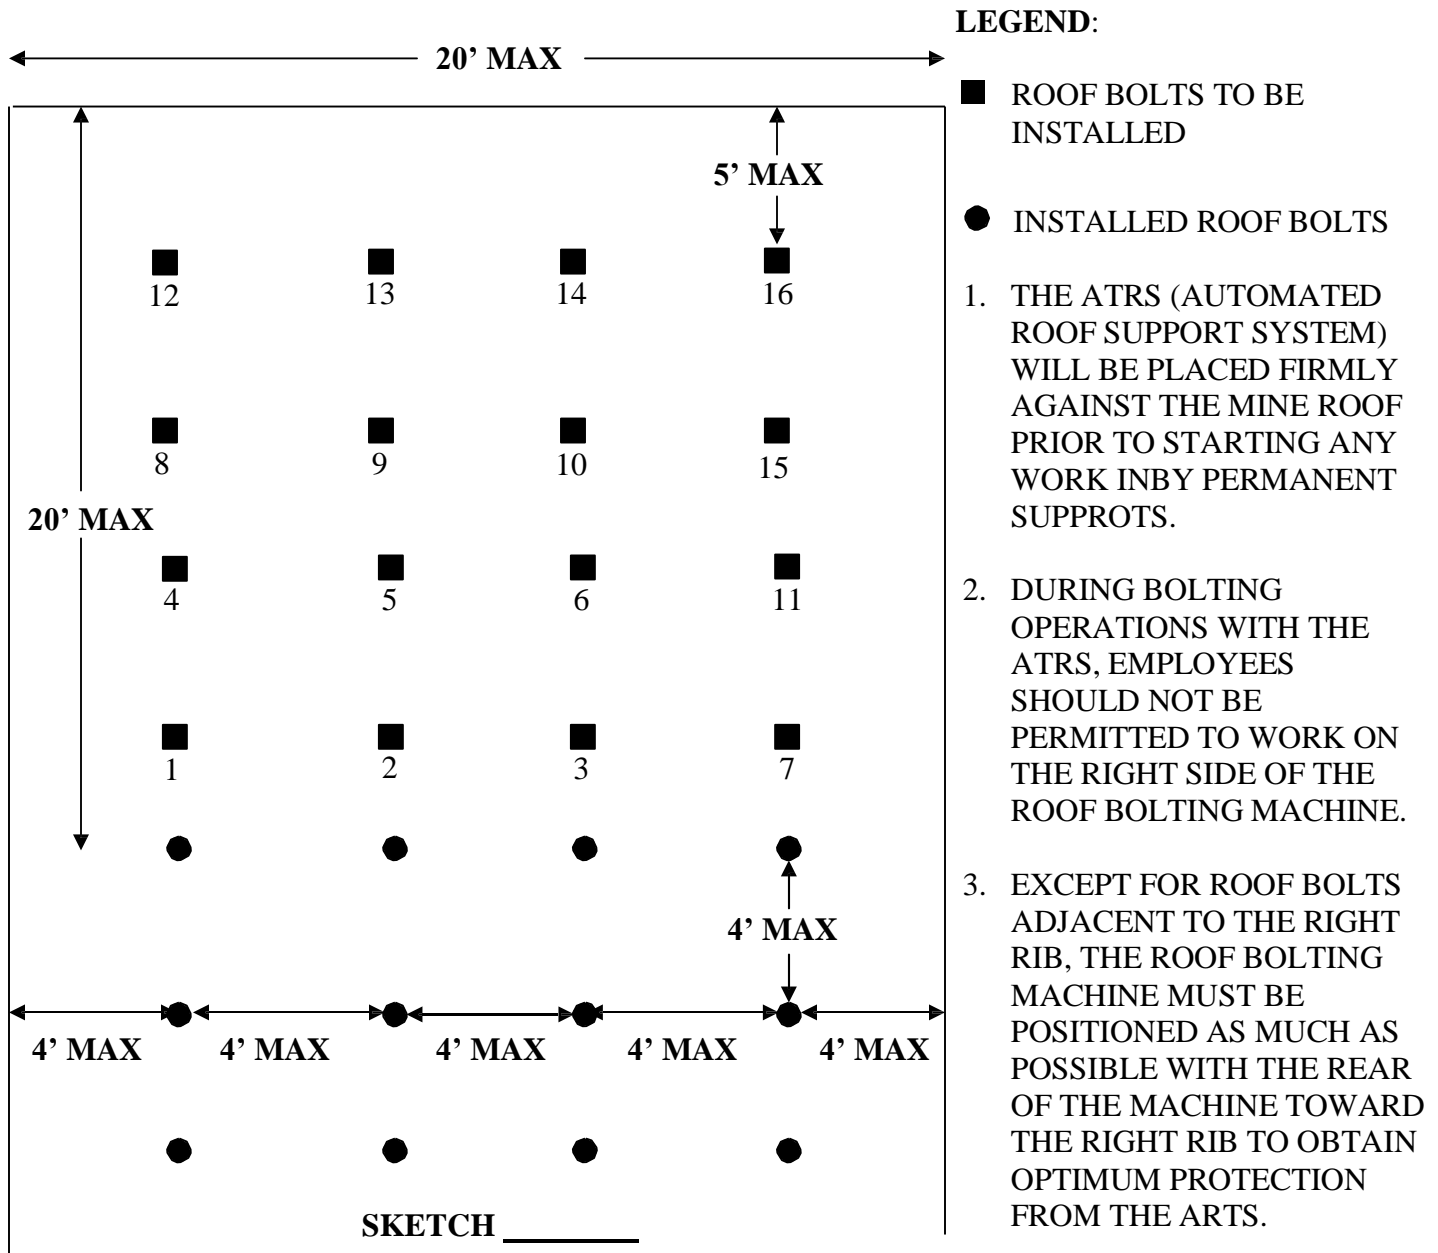 20’ MAX
5’ MAX
12 13 14 16
8 9 10 15
20’ MAX
4 5 6 11
1 2 3 7
4’ MAX
4’ MAX 4’ MAX 4’ MAX 4’ MAX 4’ MAX
SKETCH
LEGEND:
ROOF BOLTS TO BE
INSTALLED
INSTALLED ROOF BOLTS
1. THE ATRS (AUTOMATED
ROOF SUPPORT SYSTEM)
WILL BE PLACED FIRMLY
AGAINST THE MINE ROOF
PRIOR TO STARTING ANY
WORK INBY PERMANENT
SUPPROTS.
2. DURING BOLTING
OPERATIONS WITH THE
ATRS, EMPLOYEES
SHOULD NOT BE
PERMITTED TO WORK ON
THE RIGHT SIDE OF THE
ROOF BOLTING MACHINE.
3. EXCEPT FOR ROOF BOLTS
ADJACENT TO THE RIGHT
RIB, THE ROOF BOLTING
MACHINE MUST BE
POSITIONED AS MUCH AS
POSSIBLE WITH THE REAR
OF THE MACHINE TOWARD
THE RIGHT RIB TO OBTAIN
OPTIMUM PROTECTION
FROM THE ARTS.